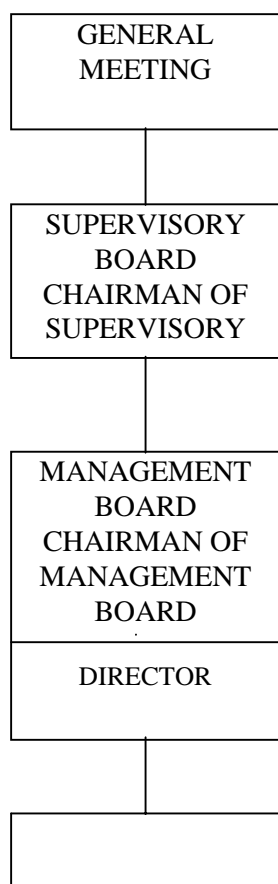 GENERAL
MEETING
SUPERVISORY
BOARD
CHAIRMAN OF
SUPERVISORY
MANAGEMENT
BOARD
CHAIRMAN OF
MANAGEMENT
BOARD
.
DIRECTOR